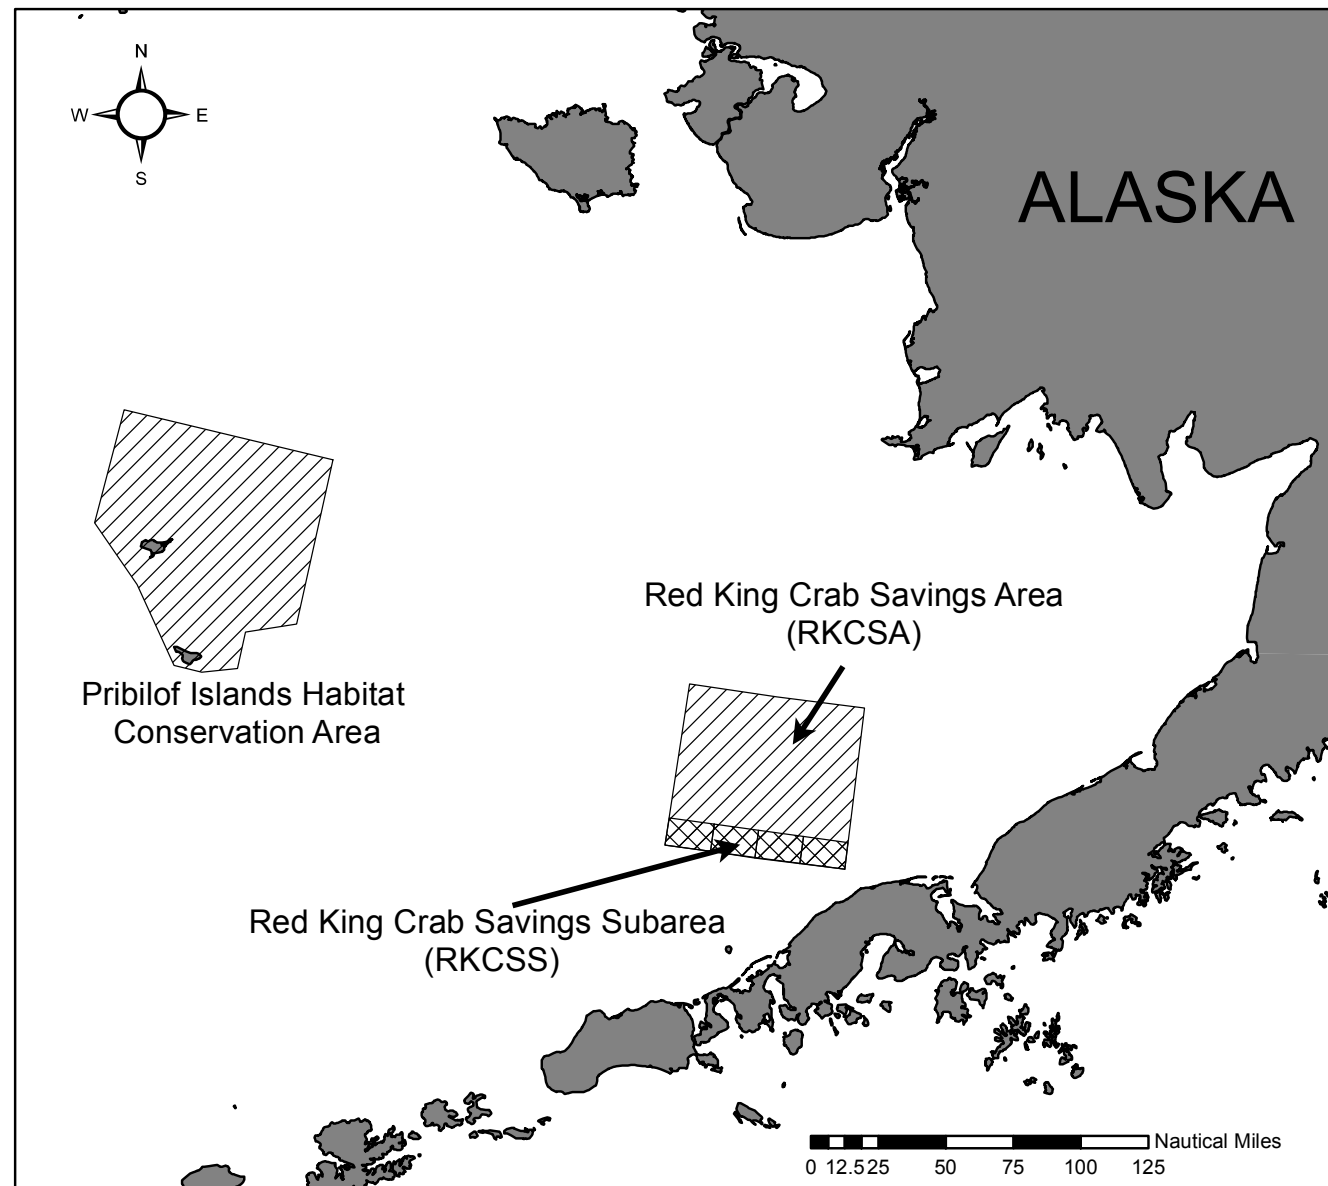 N
W E
S
ALASKA
Red King Crab Savings Area
(RKCSA)
Pribilof Islands Habitat
Conservation Area
Red King Crab Savings Subarea
(RKCSS)
Nautical Miles
0 12.5 25 50 75 100 125